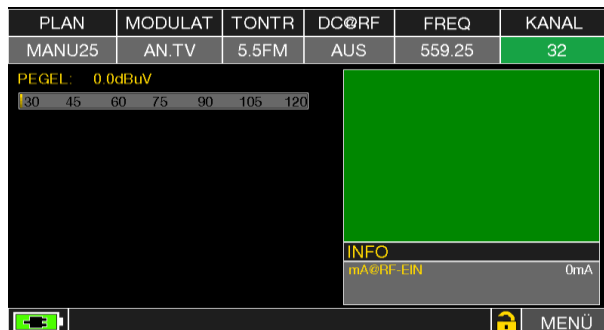 PLAN MODULAT TONTR DC@RF FREQ KANAL
MANU25 AN.TV 5.5FM AUS 559.25 32
PEGEL: 0.0dBuV
30 45 60 75 90 105 120
INFO
mA@RF-EIN 0mA
MENÜ